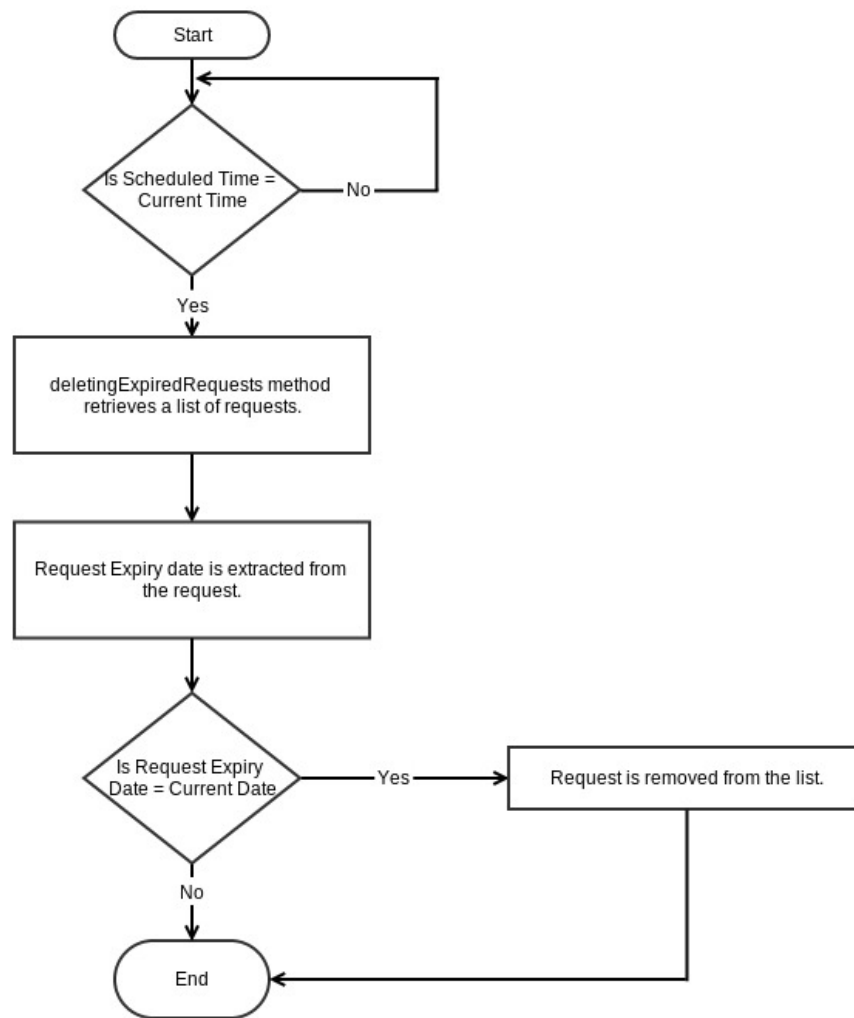 Start
Is Scheduled Time =
Current Time
No
Yes
deletingExpiredRequests method
retrieves a list of requests.
Request Expiry date is extracted from
the request.
Is Request Expiry
Date = Current Date
Yes
Request is removed from the list.
No
End